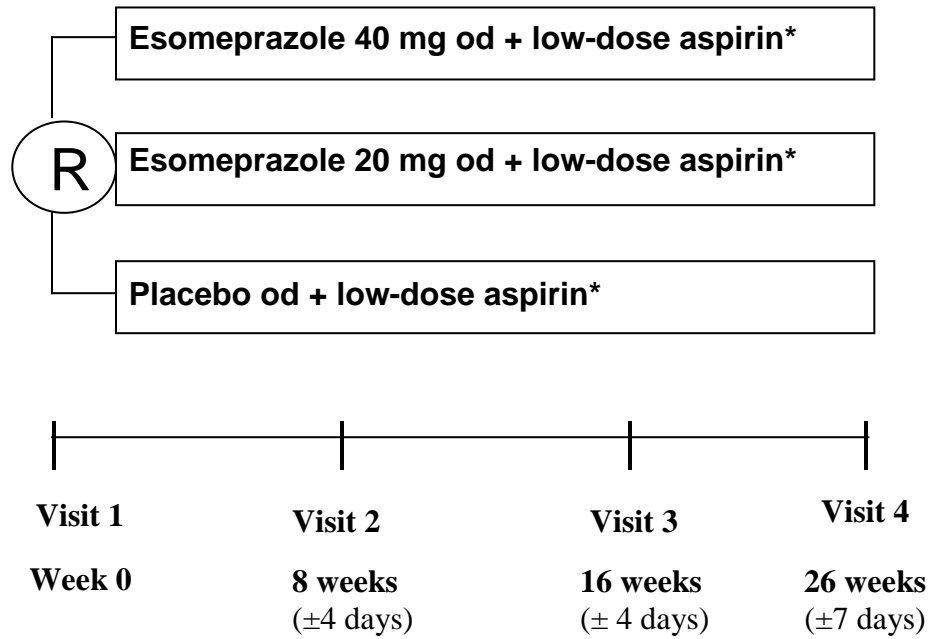 Esomeprazole 40 mg od + low-dose aspirin*
R
Esomeprazole 20 mg od + low-dose aspirin*
Placebo od + low-dose aspirin*
Visit 1
Visit 2
Visit 3
Visit 4
Week 0
8 weeks
16 weeks
26 weeks
(±4 days)
(± 4 days)
(±7 days)